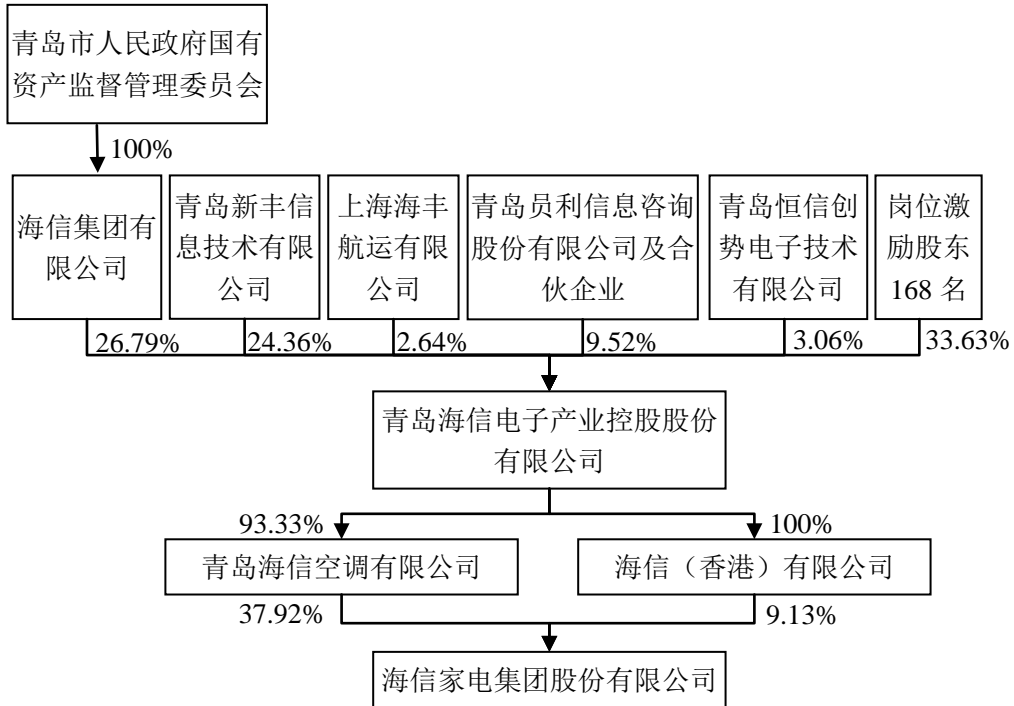 青岛市人民政府国有
资产监督管理委员会
100%
海信集团有
限公司
青岛新丰信
息技术有限
公司
上海海丰
航运有限
公司
青岛员利信息咨询
股份有限公司及合
伙企业
青岛恒信创
势电子技术
有限公司
岗位激
励股东
168 名
26.79%
24.36%
2.64%
9.52%
3.06%
33.63%
青岛海信电子产业控股股份
有限公司
93.33%
100%
青岛海信空调有限公司
海信（香港）有限公司
37.92%
9.13%
海信家电集团股份有限公司